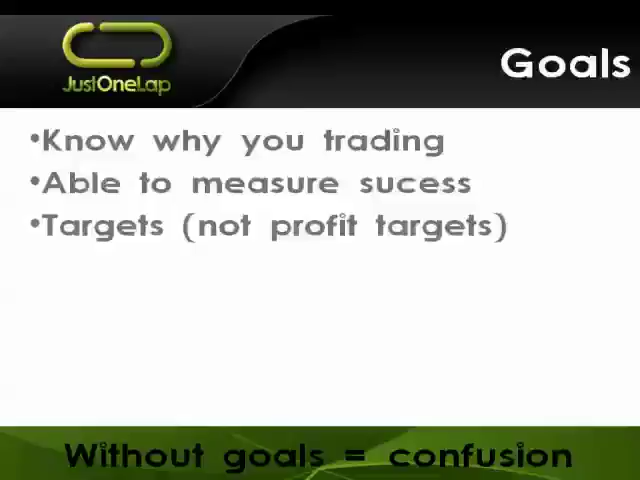 JustOneLap
Goals
•Know why you trading
•Able to measure sucess
•Targets (not profit targets)
Without goals = confusion